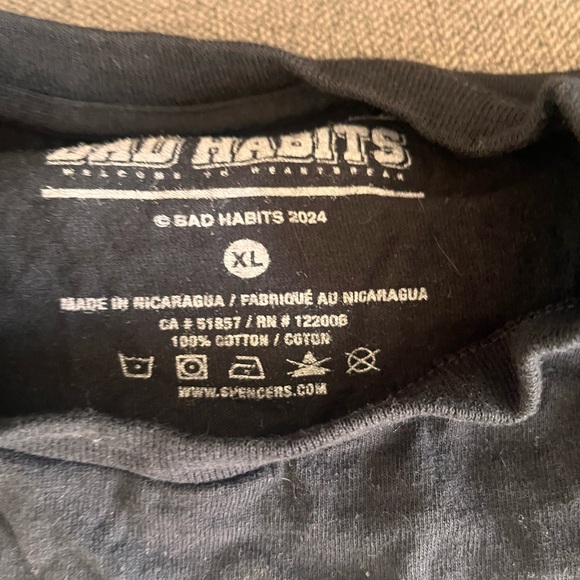 BAD HABITS
WELCOME TO HEARTBREAK
© BAD HABITS 2024
XL
MADE IN NICARAGUA / FABRIQUÉ AU NICARAGUA
CA # 51857 / RN # 122006
100% COTTON / COTON
WWW.SPENCERS.COM